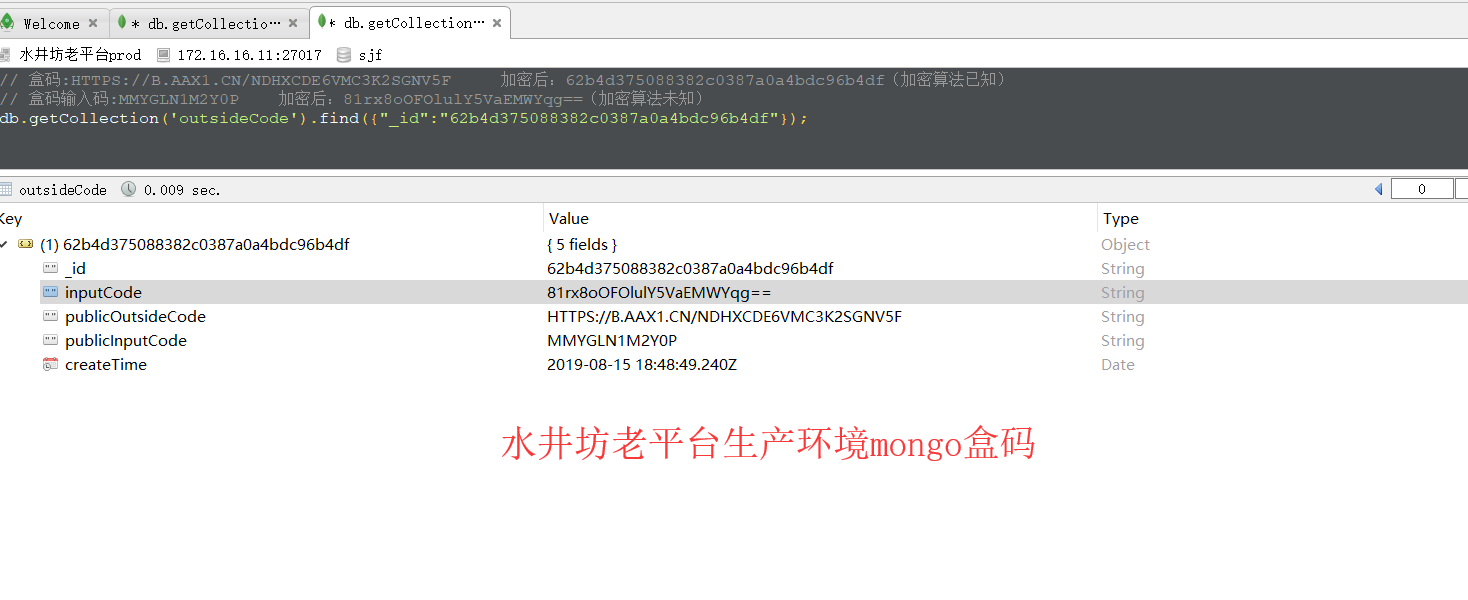 Welcome
* db.getCollectio…
* db.getCollection…
水井坊老平台prod 172.16.16.11:27017 sjf
// 盒码:HTTPS://B.AAX1.CN/NDHXCDE6VMC3K2SGNV5F 加密后：62b4d375088382c0387a0a4bdc96b4df（加密算法已知）
// 盒码输入码:MMYGLN1M2Y0P 加密后：81rx8oOFOlulY5VaEMWYqg==（加密算法未知）
db.getCollection('outsideCode').find({"_id":"62b4d375088382c0387a0a4bdc96b4df"});
outsideCode 0.009 sec. 0
Key Value Type
(1) 62b4d375088382c0387a0a4bdc96b4df { 5 fields } Object
_id 62b4d375088382c0387a0a4bdc96b4df String
inputCode 81rx8oOFOlulY5VaEMWYqg== String
publicOutsideCode HTTPS://B.AAX1.CN/NDHXCDE6VMC3K2SGNV5F String
publicInputCode MMYGLN1M2Y0P String
createTime 2019-08-15 18:48:49.240Z Date
水井坊老平台生产环境mongo盒码